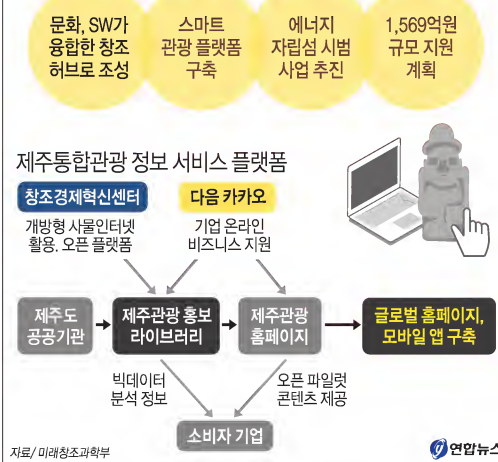 문화, SW가
융합한 창조
허브로 조성
스마트
관광 플랫폼
구축
에너지
자립섬 시범
사업 추진
1,569억원
규모 지원
계획
제주통합관광 정보 서비스 플랫폼
창조경제혁신센터
개방형 사물인터넷
활용. 오픈 플랫폼
다음 카카오
기업 온라인
비즈니스 지원
제주도
공공기관
제주관광 홍보
라이브러리
제주관광
홈페이지
글로벌 홈페이지,
모바일 앱 구축
빅데이터
분석 정보
오픈 파일럿
콘텐츠 제공
소비자 기업
자료/ 미래창조과학부
연합뉴스